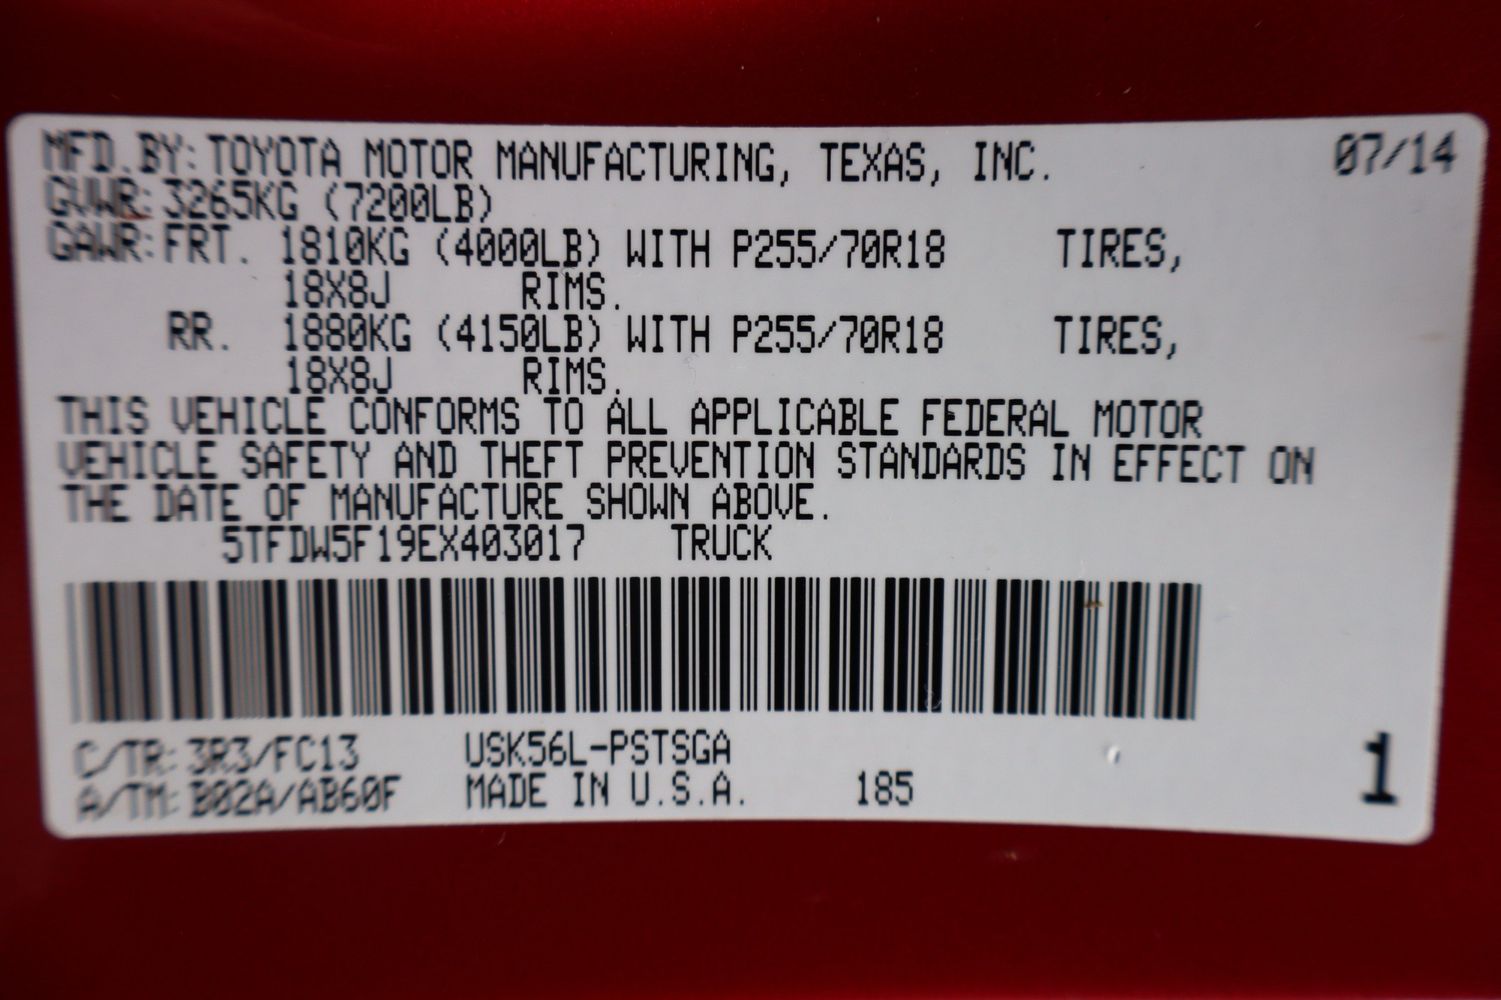 MFD.BY: TOYOTA MOTOR MANUFACTURING, TEXAS, INC. 07/14
GVWR: 3265KG (7200LB)
GAWR: FRT. 1810KG (4000LB) WITH P255/70R18 TIRES,
18X8J RIMS.
RR. 1880KG (4150LB) WITH P255/70R18 TIRES,
18X8J RIMS.
THIS VEHICLE CONFORMS TO ALL APPLICABLE FEDERAL MOTOR
VEHICLE SAFETY AND THEFT PREVENTION STANDARDS IN EFFECT ON
THE DATE OF MANUFACTURE SHOWN ABOVE.
5TFDW5F19EX403017 TRUCK
C/TR: 3R3/FC13 USK56L-PSTSGA
A/TM: B02A/AB60F MADE IN U.S.A. 185 1